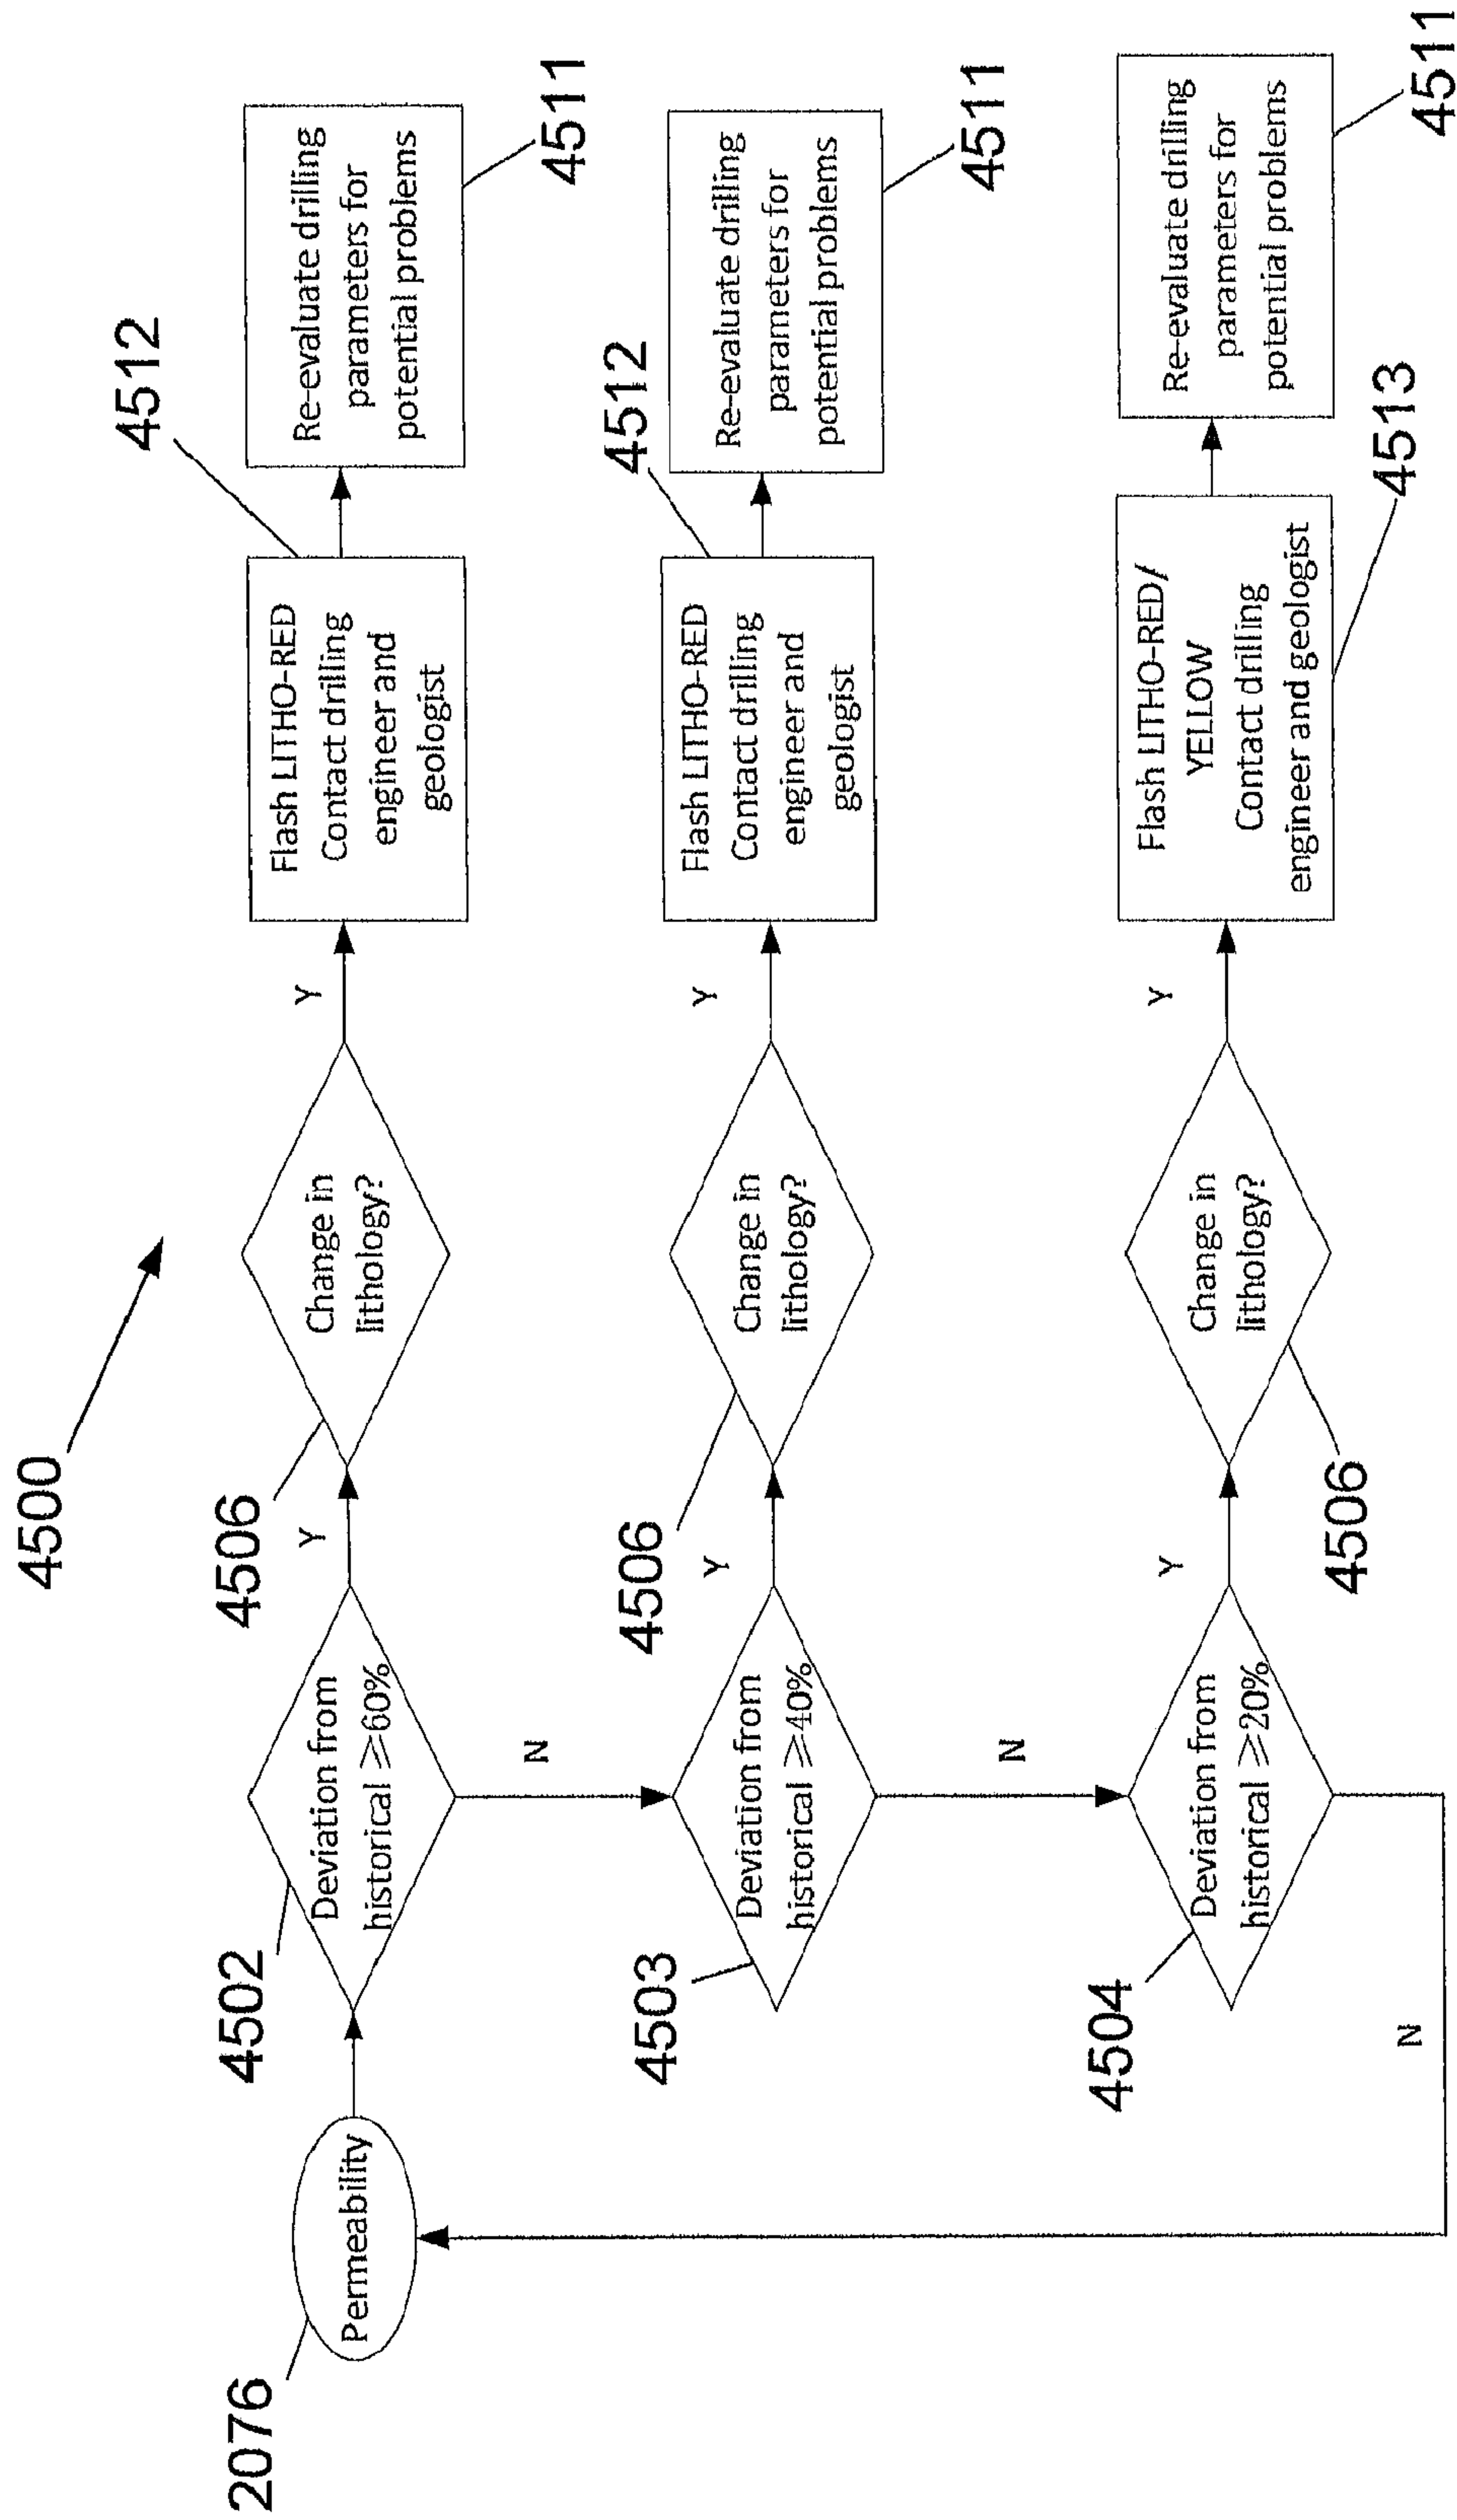 4500
2076
Permeability
4502
Deviation from
historical ≥60%
Y
4506
Change in
lithology?
Y
4512
Flash LITHO-RED
Contact drilling
engineer and
geologist
Re-evaluate drilling
parameters for
potential problems
4511
N
4503
Deviation from
historical ≥40%
Y
4506
Change in
lithology?
Y
4512
Flash LITHO-RED
Contact drilling
engineer and
geologist
Re-evaluate drilling
parameters for
potential problems
4511
N
4504
Deviation from
historical ≥20%
Y
4506
Change in
lithology?
Y
Flash LITHO-RED/
YELLOW
Contact drilling
engineer and geologist
4513
Re-evaluate drilling
parameters for
potential problems
4511
N